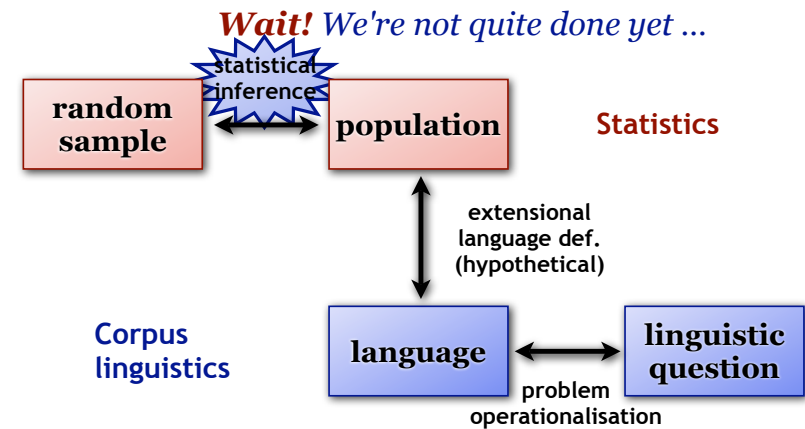 Wait! We're not quite done yet ...
statistical
inference
random
sample
population
Statistics
extensional
language def.
(hypothetical)
Corpus
linguistics
language
linguistic
question
problem
operationalisation